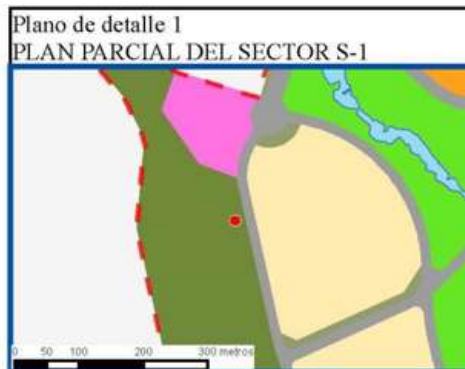 Plano de detalle 1
PLAN PARCIAL DEL SECTOR S-1
0 50 100 200 300 metros